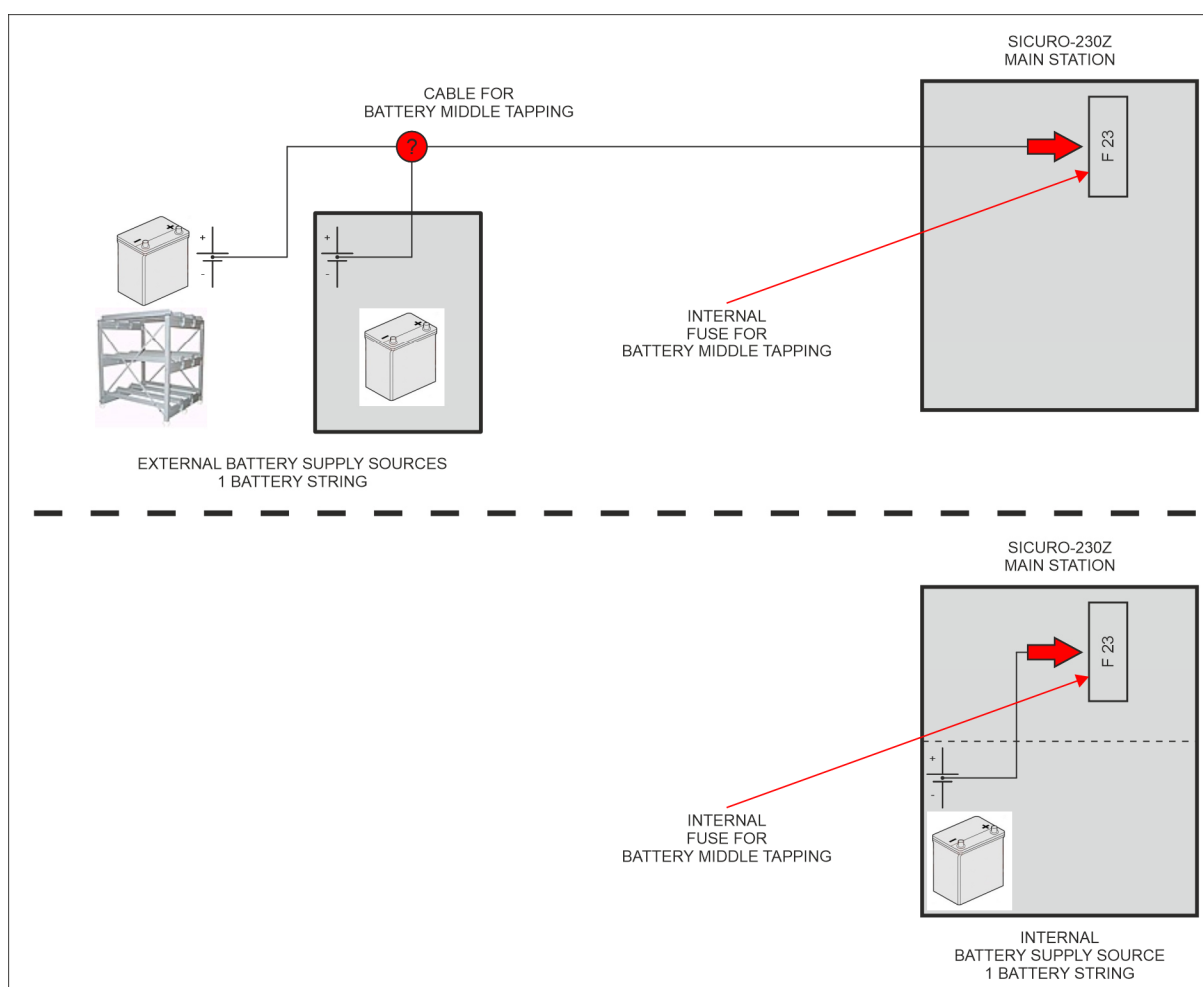 SICURO-230Z
MAIN STATION
CABLE FOR
BATTERY MIDDLE TAPPING
?
F 23
+
-
+
-
INTERNAL
FUSE FOR
BATTERY MIDDLE TAPPING
EXTERNAL BATTERY SUPPLY SOURCES
1 BATTERY STRING
SICURO-230Z
MAIN STATION
F 23
+
-
INTERNAL
FUSE FOR
BATTERY MIDDLE TAPPING
INTERNAL
BATTERY SUPPLY SOURCE
1 BATTERY STRING